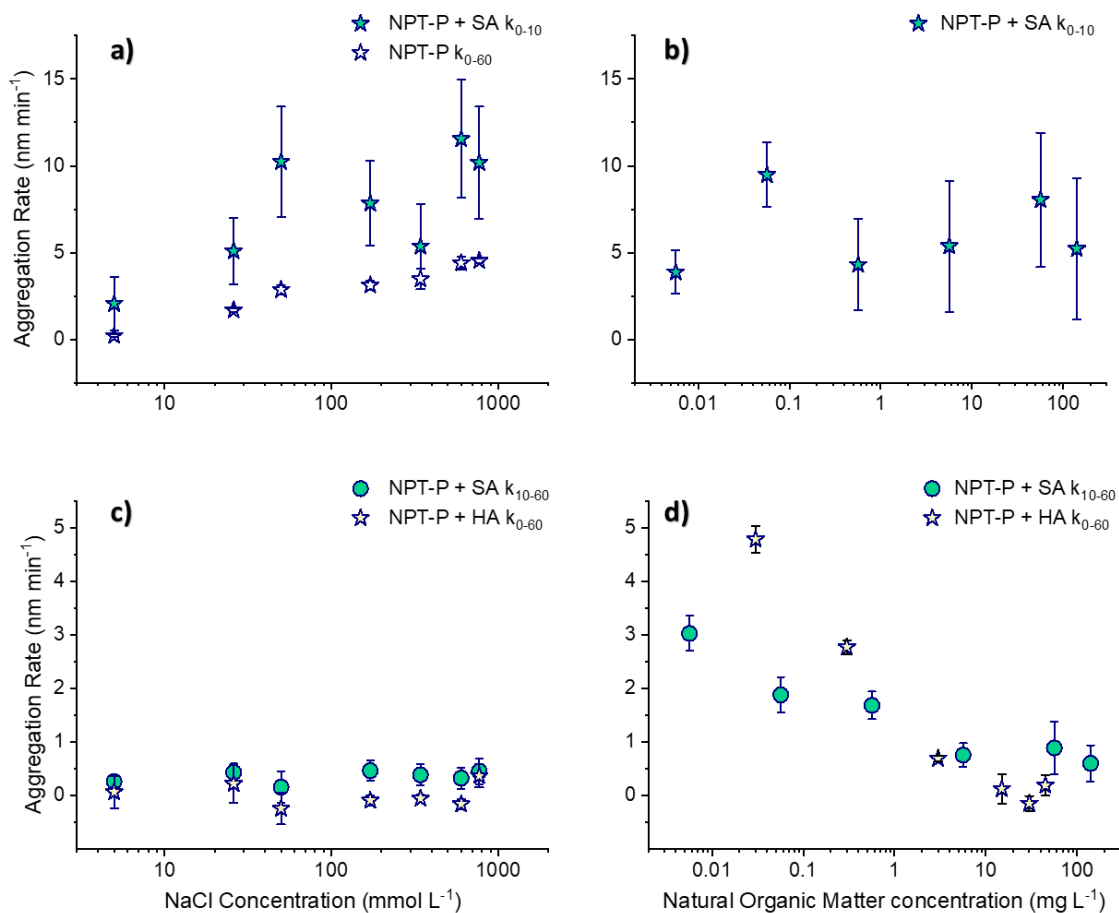 a)
NPT-P + SA k₀₋₁₀
NPT-P k₀₋₆₀
15
10
5
0
10
100
1000
Aggregation Rate (nm min⁻¹)
b)
NPT-P + SA k₀₋₁₀
15
10
5
0
0.01
0.1
1
10
100
c)
NPT-P + SA k₁₀₋₆₀
NPT-P + HA k₀₋₆₀
5
4
3
2
1
0
10
100
1000
Aggregation Rate (nm min⁻¹)
NaCl Concentration (mmol L⁻¹)
d)
NPT-P + SA k₁₀₋₆₀
NPT-P + HA k₀₋₆₀
5
4
3
2
1
0
0.01
0.1
1
10
100
Natural Organic Matter concentration (mg L⁻¹)